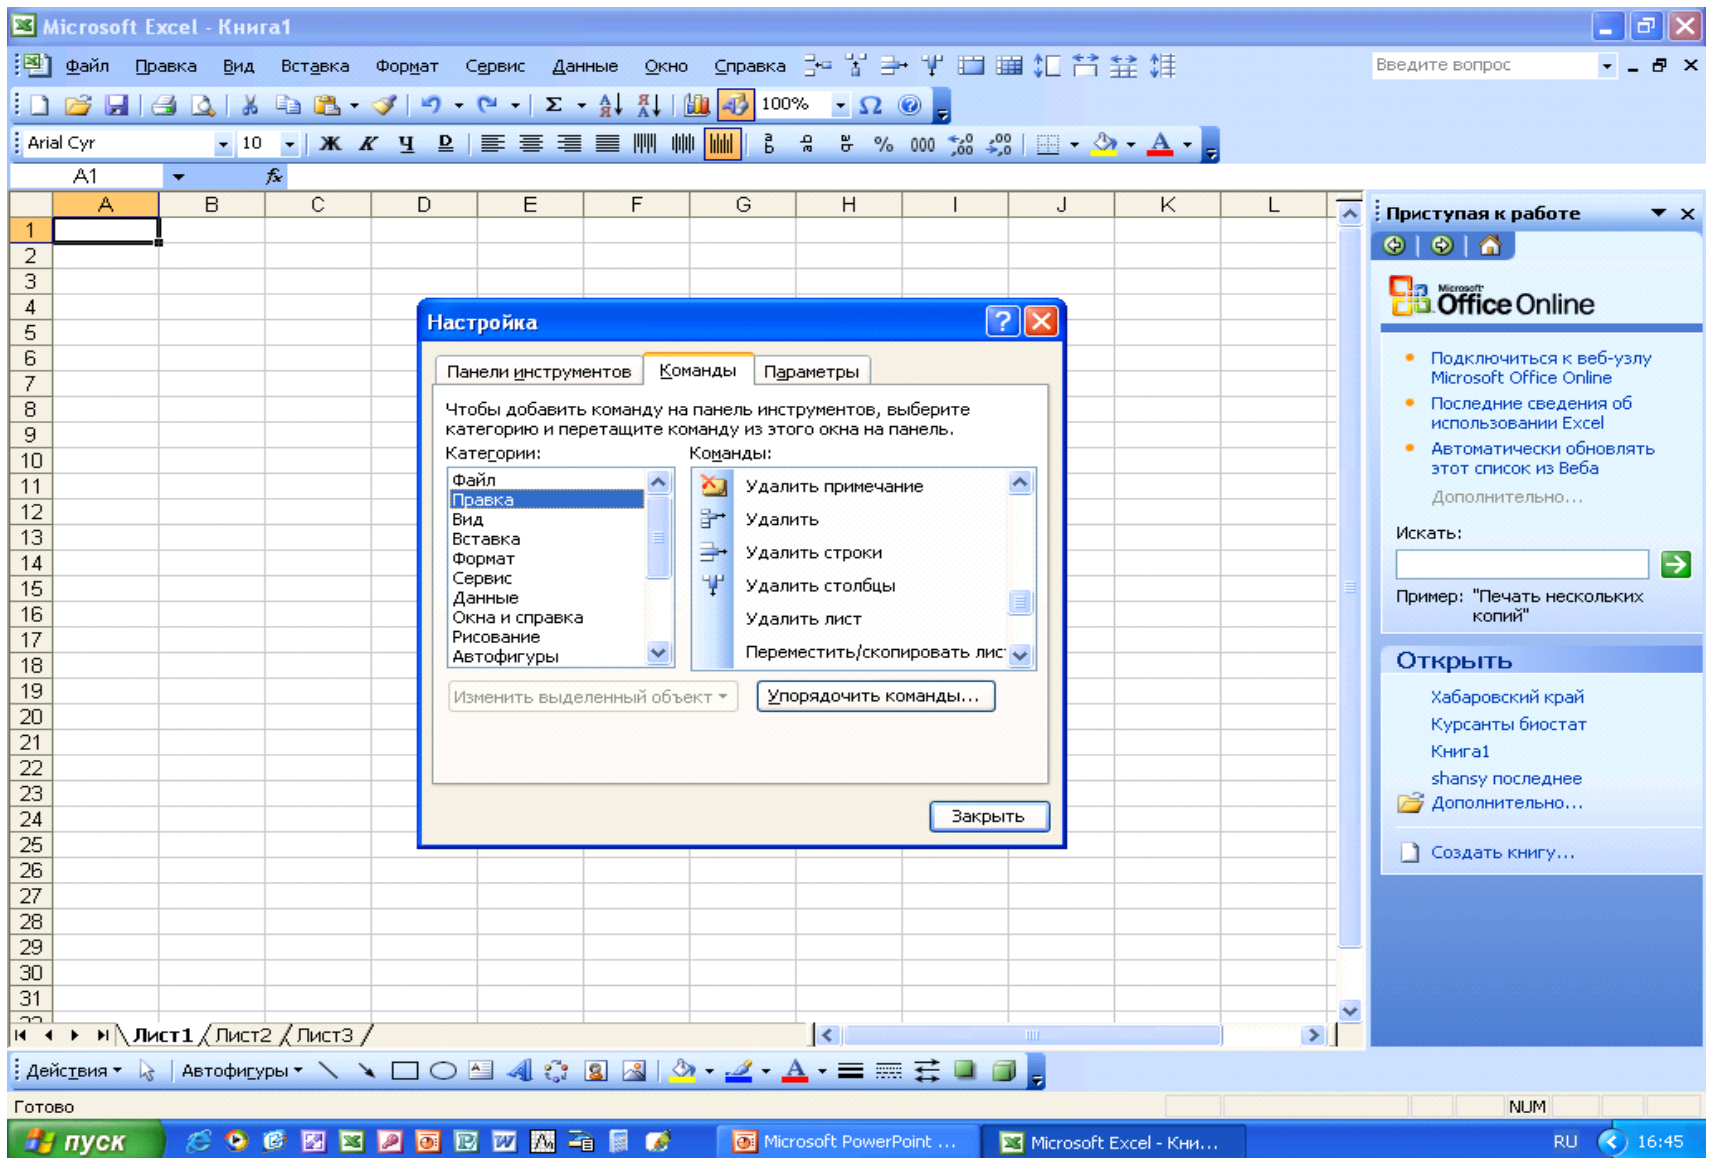 Microsoft Excel - Книга1
Файл Правка Вид Вставка Формат Сервис Данные Окно Справка Введите вопрос
100%
Arial Cyr 10 Ж К Ч D % 000
A1 fx
A B C D E F G H I J K L
1
2
3
4
5
6
7
8
9
10
11
12
13
14
15
16
17
18
19
20
21
22
23
24
25
26
27
28
29
30
31
Настройка
Панели инструментов Команды Параметры
Чтобы добавить команду на панель инструментов, выберите
категорию и перетащите команду из этого окна на панель.
Категории: Команды:
Файл
Правка
Вид
Вставка
Формат
Сервис
Данные
Окна и справка
Рисование
Автофигуры
Удалить примечание
Удалить
Удалить строки
Удалить столбцы
Удалить лист
Переместить/скопировать лис
Изменить выделенный объект Упорядочить команды...
Закрыть
Приступая к работе
Microsoft
Office Online
Подключиться к веб-узлу
Microsoft Office Online
Последние сведения об
использовании Excel
Автоматически обновлять
этот список из Веба
Дополнительно...
Искать:
Пример: "Печать нескольких
копий"
Открыть
Хабаровский край
Курсанты биостат
Книга1
shansy последнее
Дополнительно...
Создать книгу...
Лист1 Лист2 Лист3
Действия Автофигуры
Готово NUM
пуск Microsoft PowerPoint ... Microsoft Excel - Кни... RU 16:45